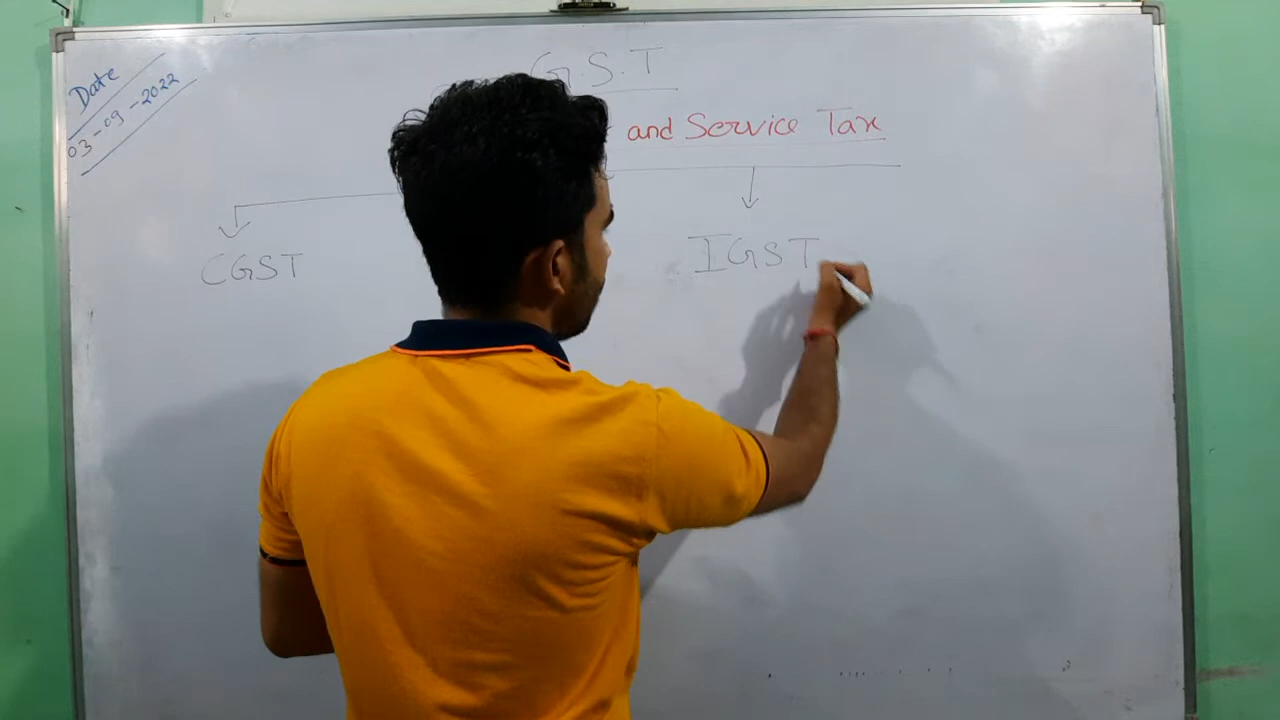 Date
03-09-2022
G.S.T
and Service Tax
CGST
IGST